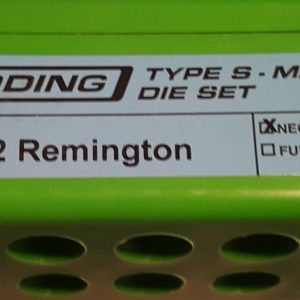 DING TYPE S - M
DIE SET
2 Remington
☒ NEC
☐ FU